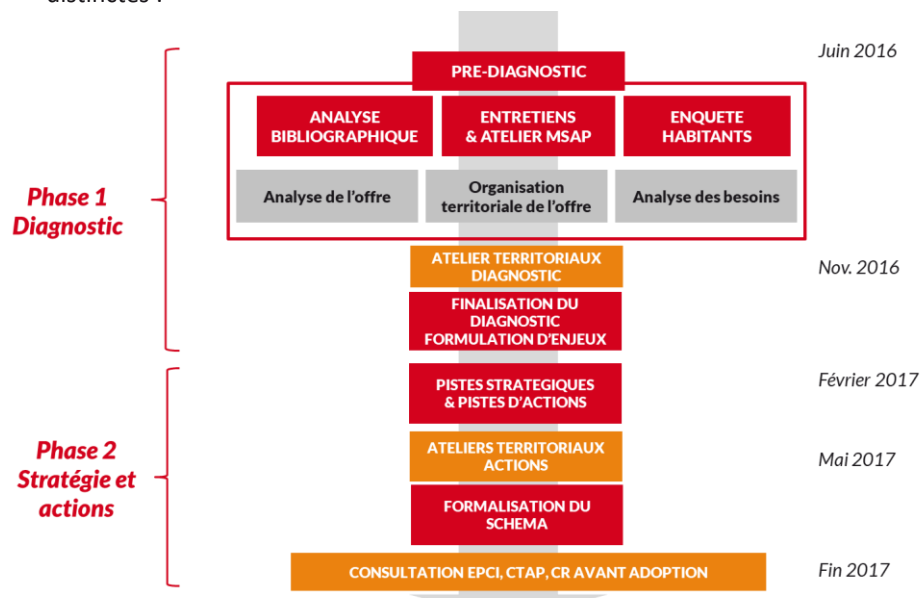 distinctes :
Juin 2016
PRE-DIAGNOSTIC
ANALYSE
BIBLIOGRAPHIQUE
ENTRETIENS
& ATELIER MSAP
ENQUETE
HABITANTS
Phase 1
Diagnostic
Analyse de l'offre
Organisation
territoriale de l'offre
Analyse des besoins
ATELIER TERRITORIAUX
DIAGNOSTIC
Nov. 2016
FINALISATION DU
DIAGNOSTIC
FORMULATION D'ENJEUX
PISTES STRATEGIQUES
& PISTES D'ACTIONS
Février 2017
Phase 2
Stratégie et
actions
ATELIERS TERRITORIAUX
ACTIONS
Mai 2017
FORMALISATION DU
SCHEMA
CONSULTATION EPCI, CTAP, CR AVANT ADOPTION
Fin 2017